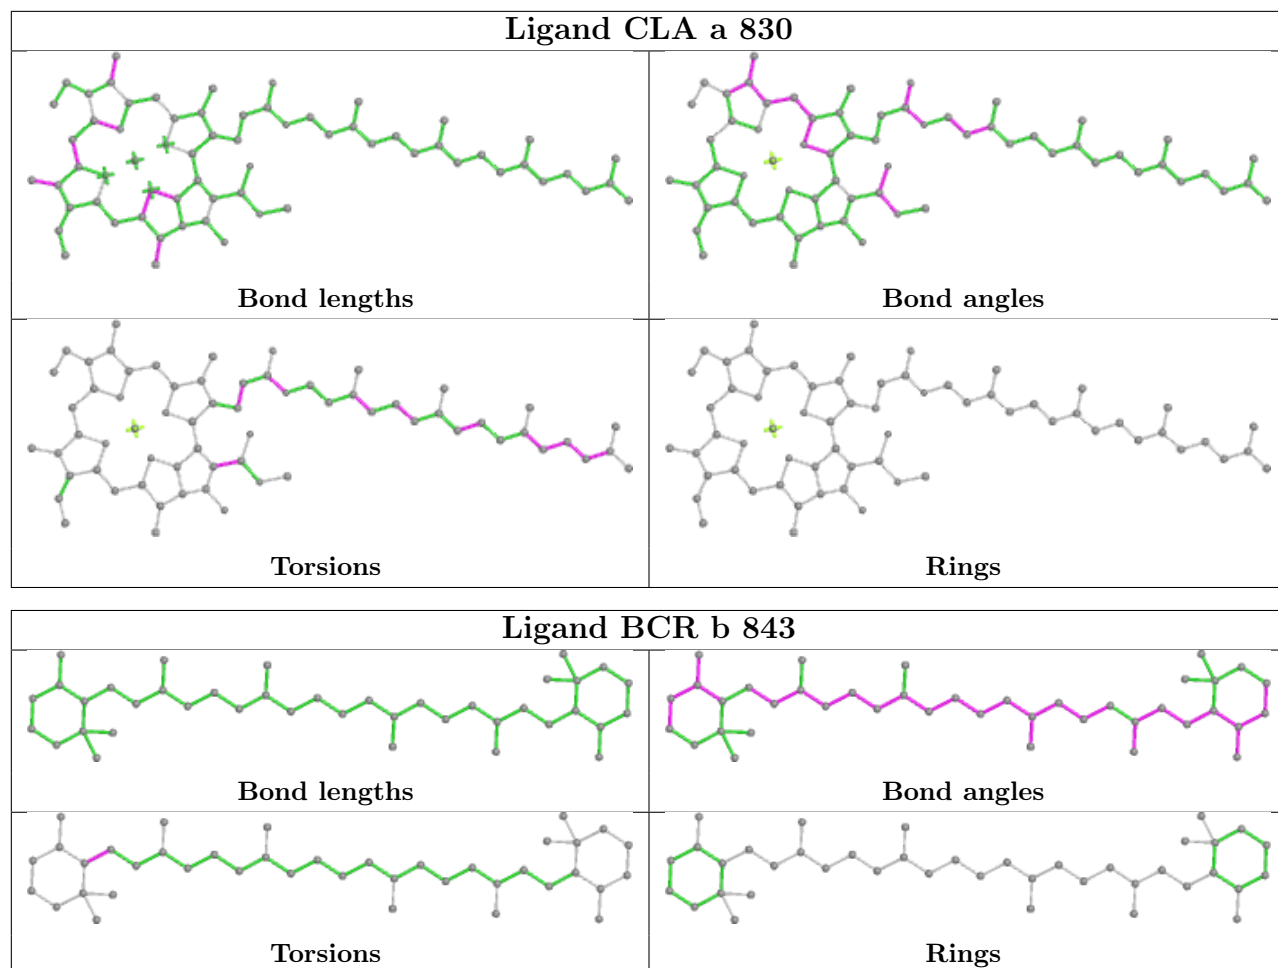 Ligand CLA a 830
Bond lengths
Bond angles
Torsions
Rings
Ligand BCR b 843
Bond lengths
Bond angles
Torsions
Rings